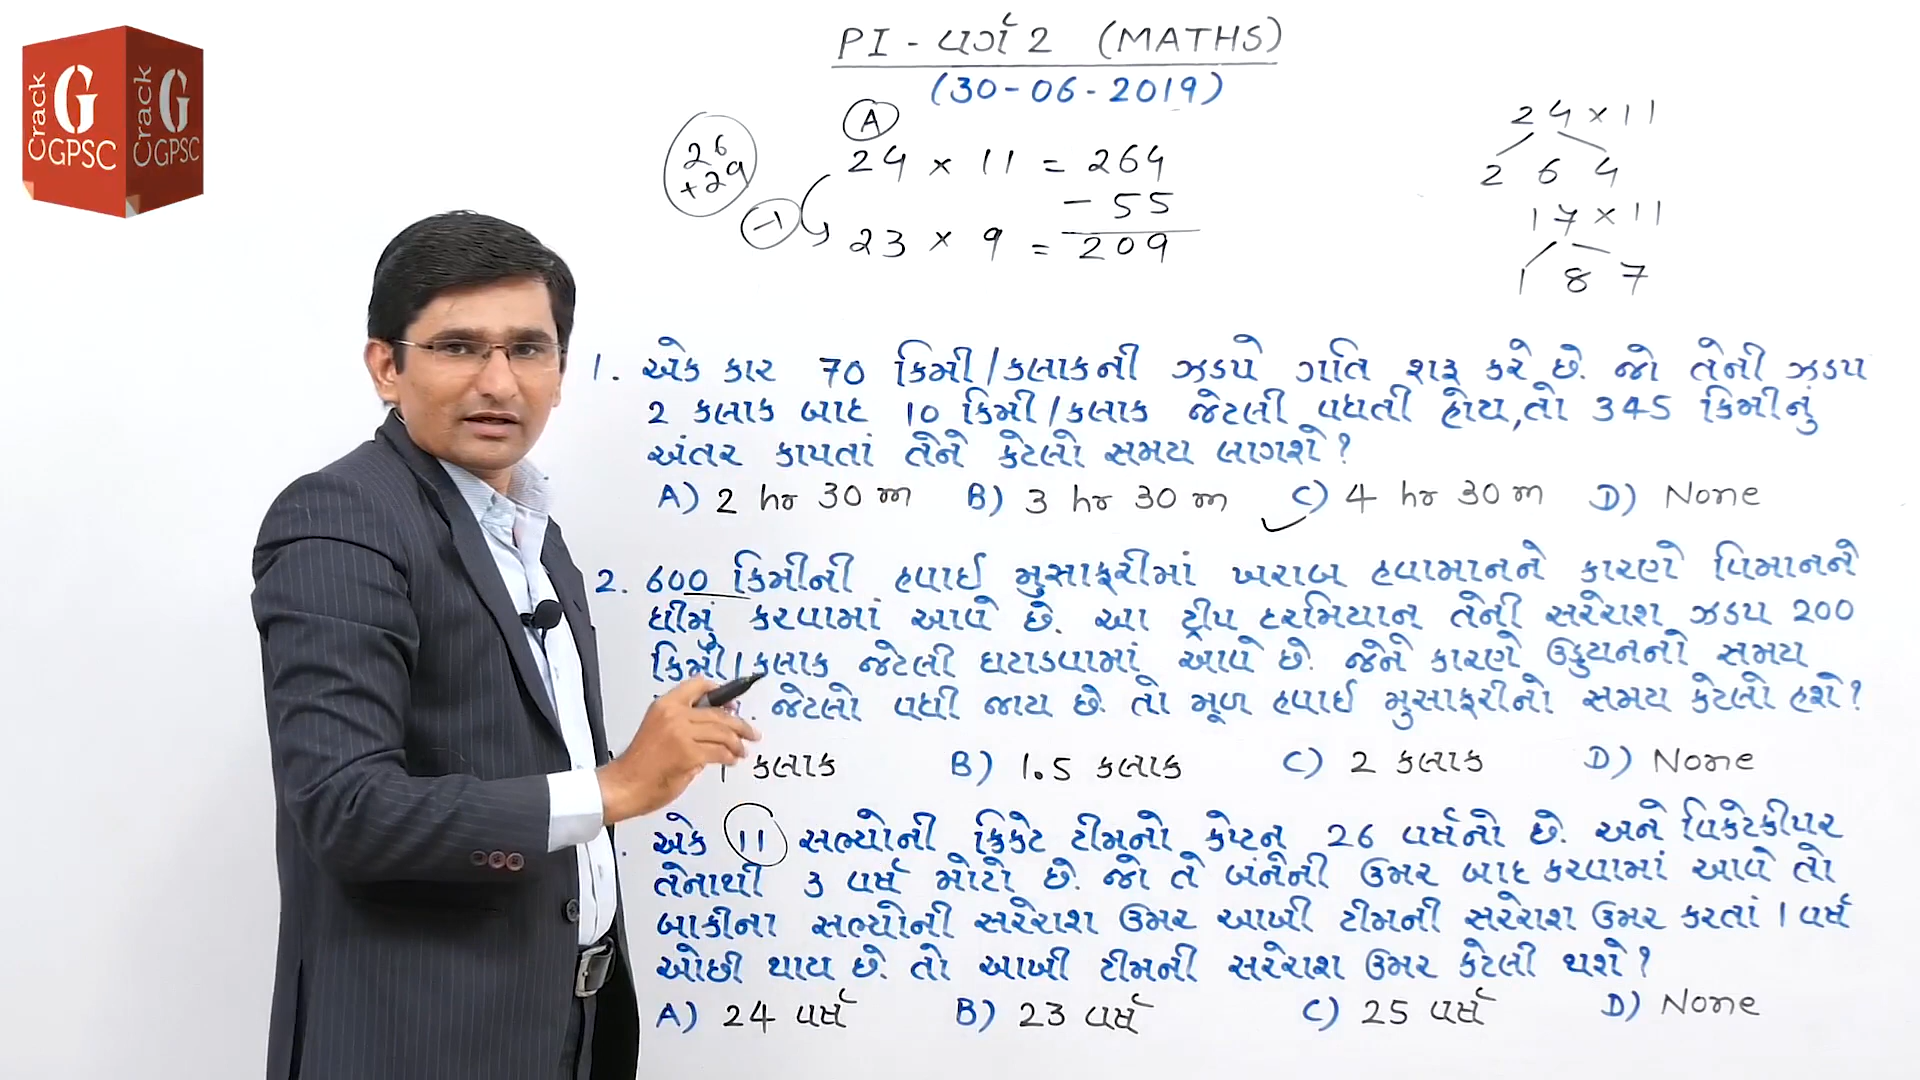 Crack GPSC
Crack GPSC
PI - વર્ગ 2 (MATHS)
(30-06-2019)
A
26
+29
24 × 11 = 264
- 55
-1
23 × 9 = 209
24 × 11
2 6 4
17 × 11
1 8 7
1. એક કાર 70 કિમી/કલાકની ઝડપે ગતિ શરૂ કરે છે. જો તેની ઝડપ
2 કલાક બાદ 10 કિમી/કલાક જેટલી વધતી હોય, તો 345 કિમીનું
અંતર કાપતાં તેને કેટલો સમય લાગશે?
A) 2 hr 30 m B) 3 hr 30 m C) 4 hr 30 m D) None
2. 600 કિમીની હવાઈ મુસાફરીમાં ખરાબ હવામાનને કારણે વિમાનને
ધીમું કરવામાં આવે છે. આ ટ્રીપ દરમિયાન તેની સરેરાશ ઝડપ 200
કિમી/કલાક જેટલી ઘટાડવામાં આવે છે. જેને કારણે ઉડ્ડયનનો સમય
જેટલો વધી જાય છે. તો મૂળ હવાઈ મુસાફરીનો સમય કેટલો હશે?
1 કલાક B) 1.5 કલાક C) 2 કલાક D) None
એક 11 સભ્યોની ક્રિકેટ ટીમનો કેપ્ટન 26 વર્ષનો છે. અને વિકેટકીપર
તેનાથી 3 વર્ષ મોટો છે. જો તે બંનેની ઉંમર બાદ કરવામાં આવે તો
બાકીના સભ્યોની સરેરાશ ઉંમર આખી ટીમની સરેરાશ ઉંમર કરતાં 1 વર્ષ
ઓછી થાય છે. તો આખી ટીમની સરેરાશ ઉંમર કેટલી થશે?
A) 24 વર્ષ B) 23 વર્ષ C) 25 વર્ષ D) None